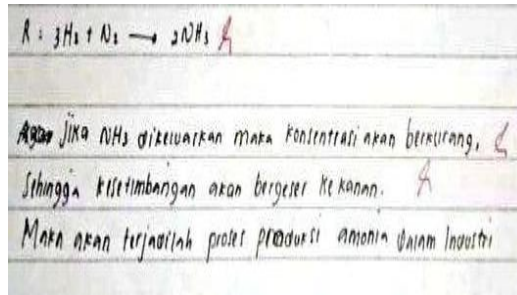 R : 3H₂ + N₂ → 2NH₃
Jika NH₃ dikeluarkan maka konsentrasi akan berkurang,
sehingga kesetimbangan akan bergeser ke kanan.
Maka akan terjadilah proses produksi amonia dalam Industri